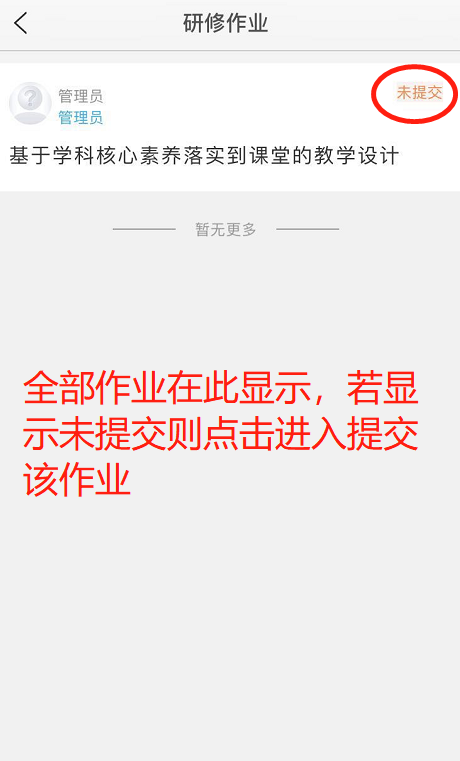 研修作业
管理员
未提交
管理员
基于学科核心素养落实到课堂的教学设计
暂无更多
全部作业在此显示，若显
示未提交则点击进入提交
该作业